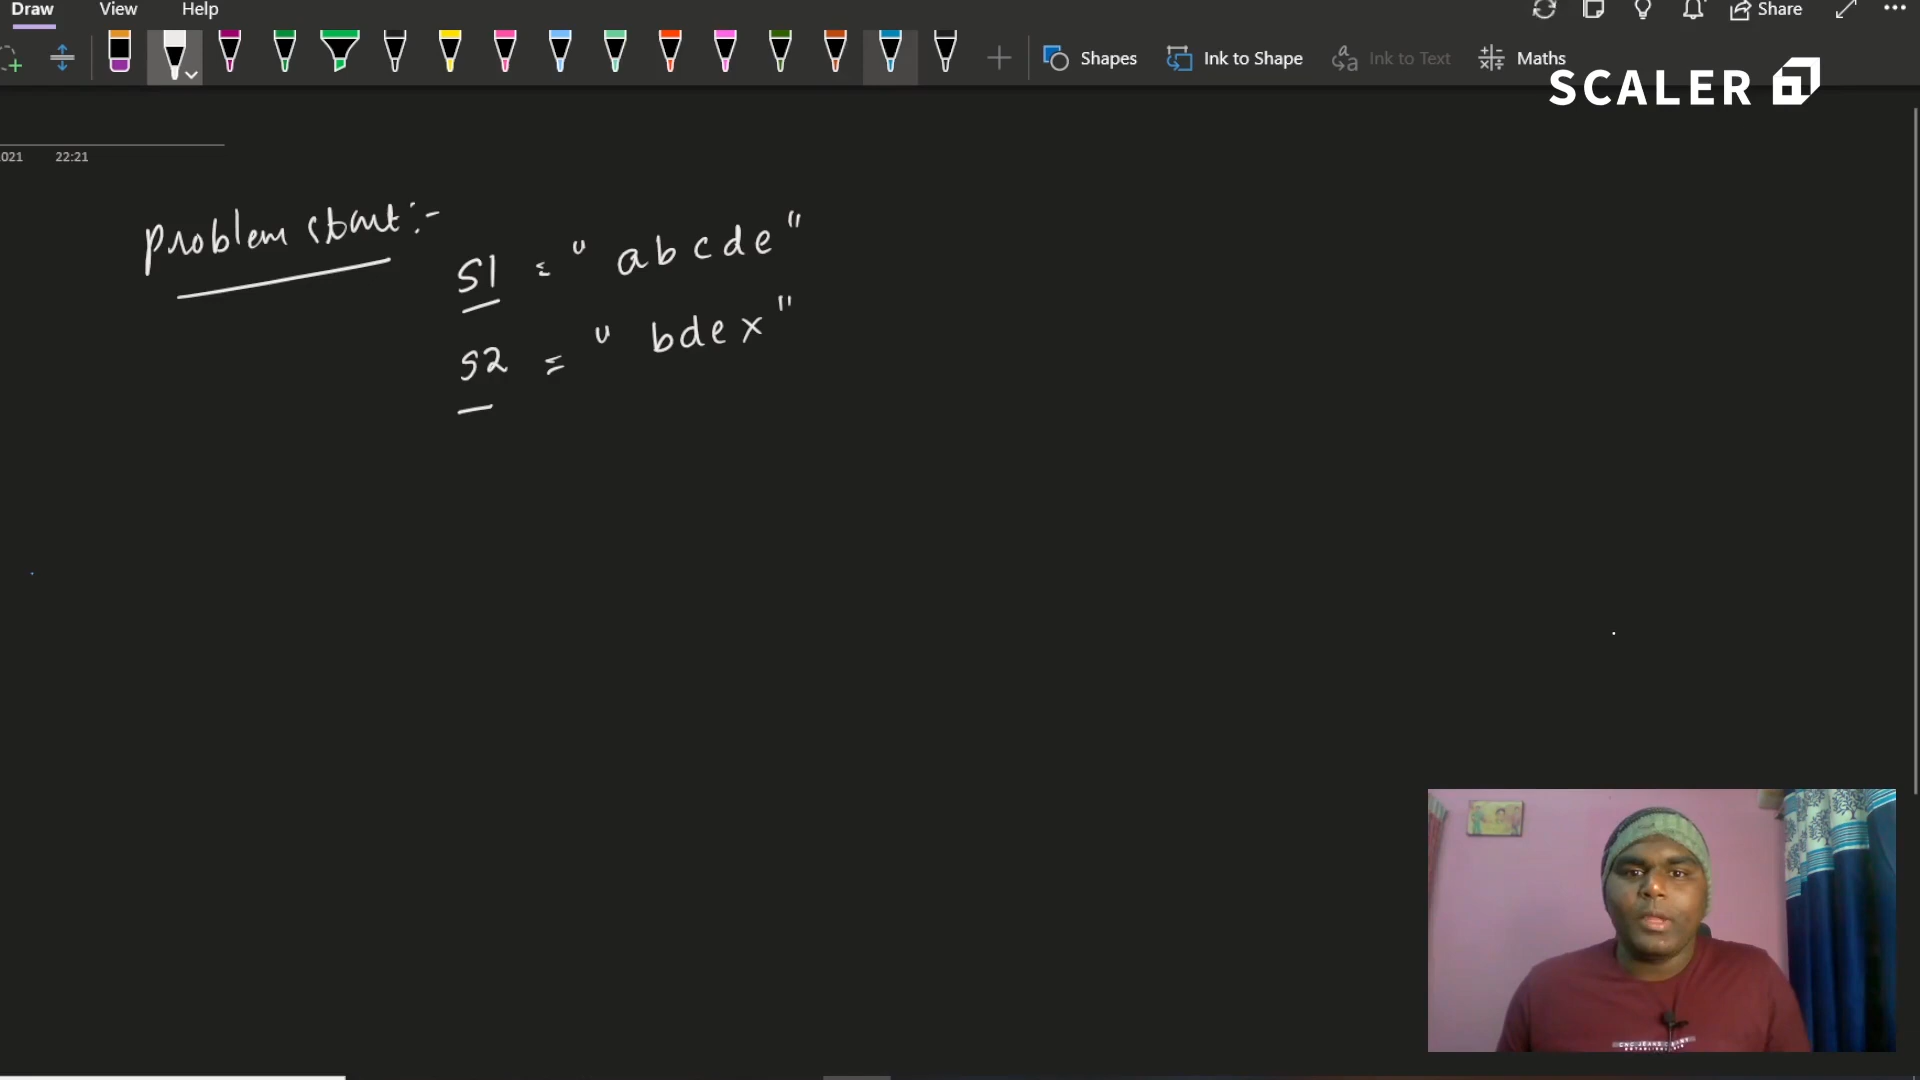 Draw View Help Share
Shapes Ink to Shape Ink to Text Maths
SCALER
021 22:21
Problem stmt :-
S1 = "abcde"
S2 = "bdex"